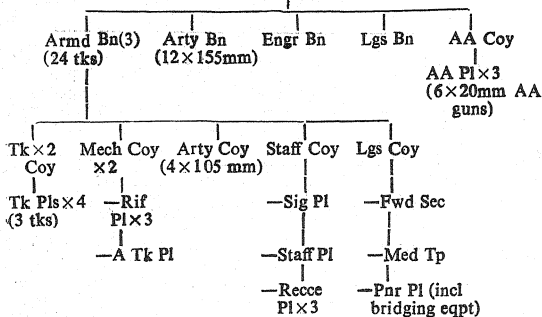 Armd Bn(3)
(24 tks)
Arty Bn
(12×155mm)
Engr Bn
Lgs Bn
AA Coy
AA Pl×3
(6×20mm AA
guns)
Tk×2
Coy
Tk Pls×4
(3 tks)
Mech Coy
×2
—Rif
Pl×3
—A Tk Pl
Arty Coy
(4×105 mm)
Staff Coy
—Sig Pl
—Staff Pl
—Recce
Pl×3
Lgs Coy
—Fwd Sec
—Med Tp
—Pnr Pl (incl
bridging eqpt)